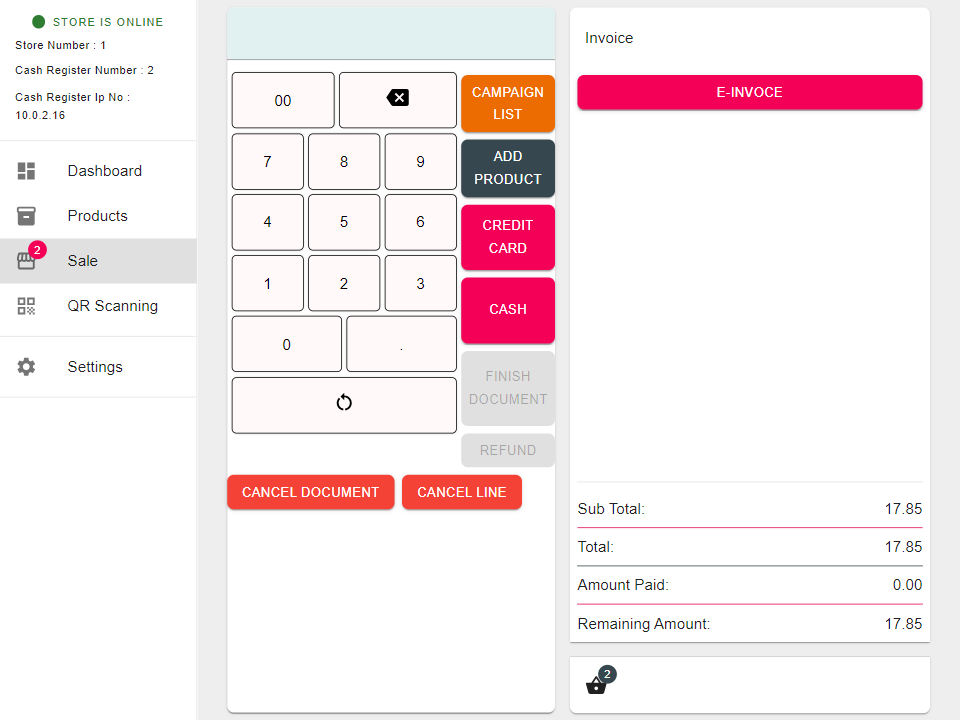 STORE IS ONLINE
Store Number : 1
Cash Register Number : 2
Cash Register Ip No :
10.0.2.16
Dashboard
Products
2
Sale
QR Scanning
Settings
00
7 8 9
4 5 6
1 2 3
0 .
CAMPAIGN
LIST
ADD
PRODUCT
CREDIT
CARD
CASH
FINISH
DOCUMENT
REFUND
CANCEL DOCUMENT CANCEL LINE
Invoice
E-INVOCE
Sub Total: 17.85
Total: 17.85
Amount Paid: 0.00
Remaining Amount: 17.85
2